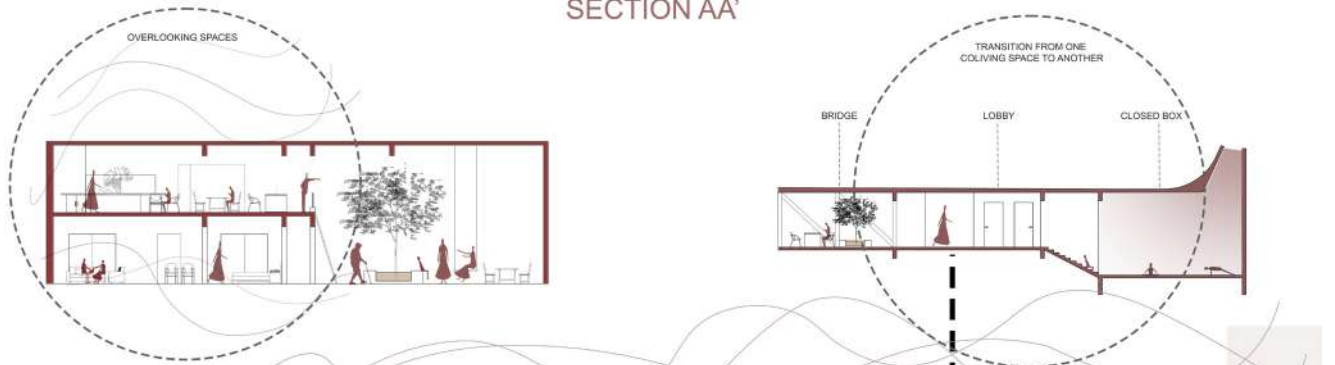 SECTION AA'
OVERLOOKING SPACES
TRANSITION FROM ONE
COLIVING SPACE TO ANOTHER
BRIDGE
LOBBY
CLOSED BOX